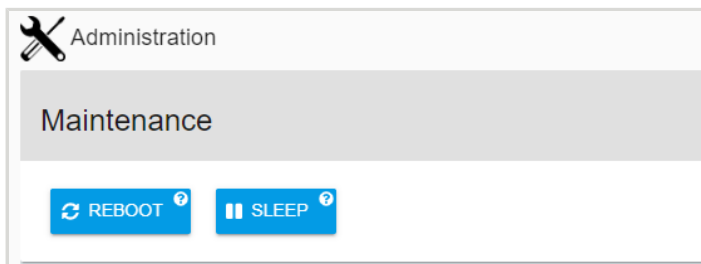 Administration
Maintenance
REBOOT ? SLEEP ?